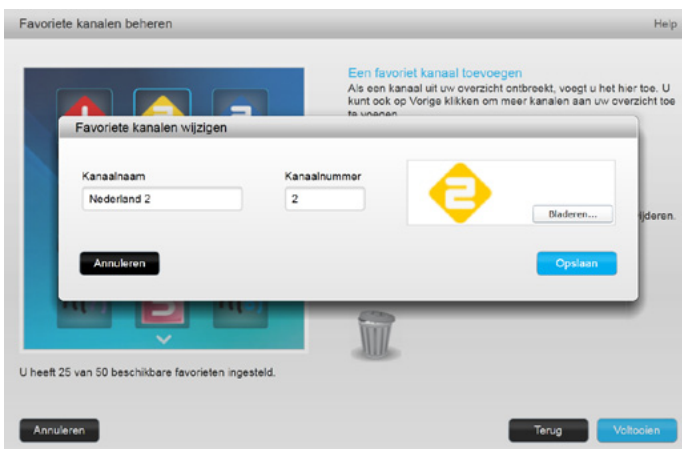 Favoriete kanalen beheren
Help
Een favoriet kanaal toevoegen
Als een kanaal uit uw overzicht ontbreekt, voegt u het hier toe. U
kunt ook op Vorige klikken om meer kanalen aan uw overzicht toe
te voegen.
Favoriete kanalen wijzigen
Kanaalnaam
Kanaalnummer
Nederland 2
2
2
Bladeren...
ijderen.
Annuleren
Opslaan
U heeft 25 van 50 beschikbare favorieten ingesteld.
Annuleren
Terug
Voltooien